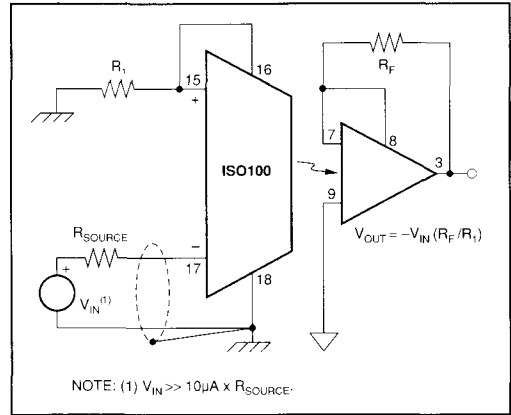 R1
15
16
+
ISO100
RF
7
8
3
9
VOUT = –VIN (RF /R1)
RSOURCE
–
17
18
+
VIN(1)
NOTE: (1) VIN >> 10µA x RSOURCE.